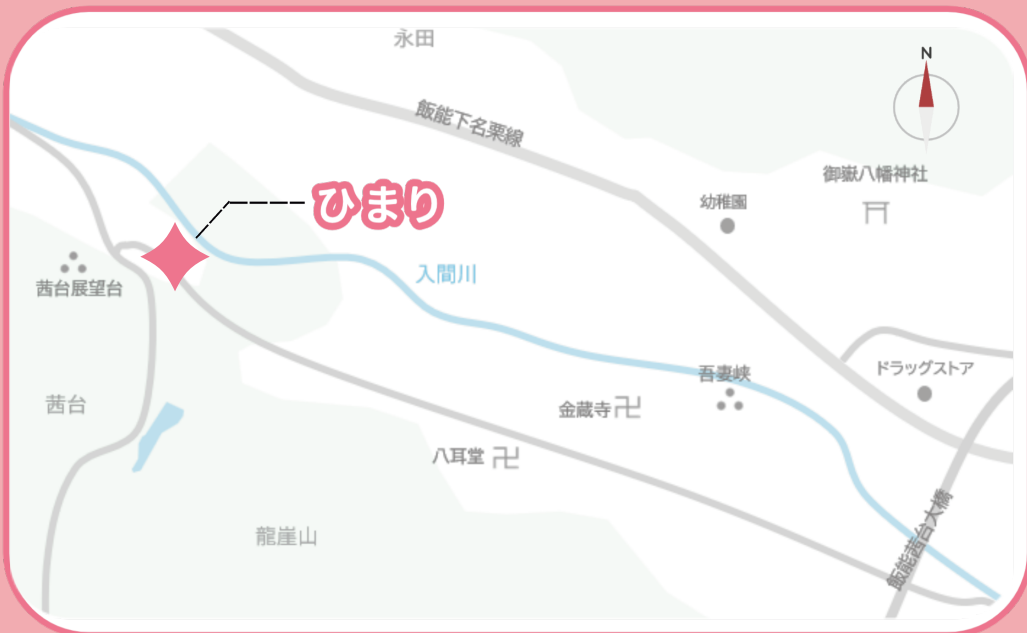 永田
N
飯能下名栗線
御嶽八幡神社
幼稚園
ひまり
入間川
茜台展望台
吾妻峡
ドラッグストア
茜台
金蔵寺
八耳堂
龍崖山
飯能茜台大橋